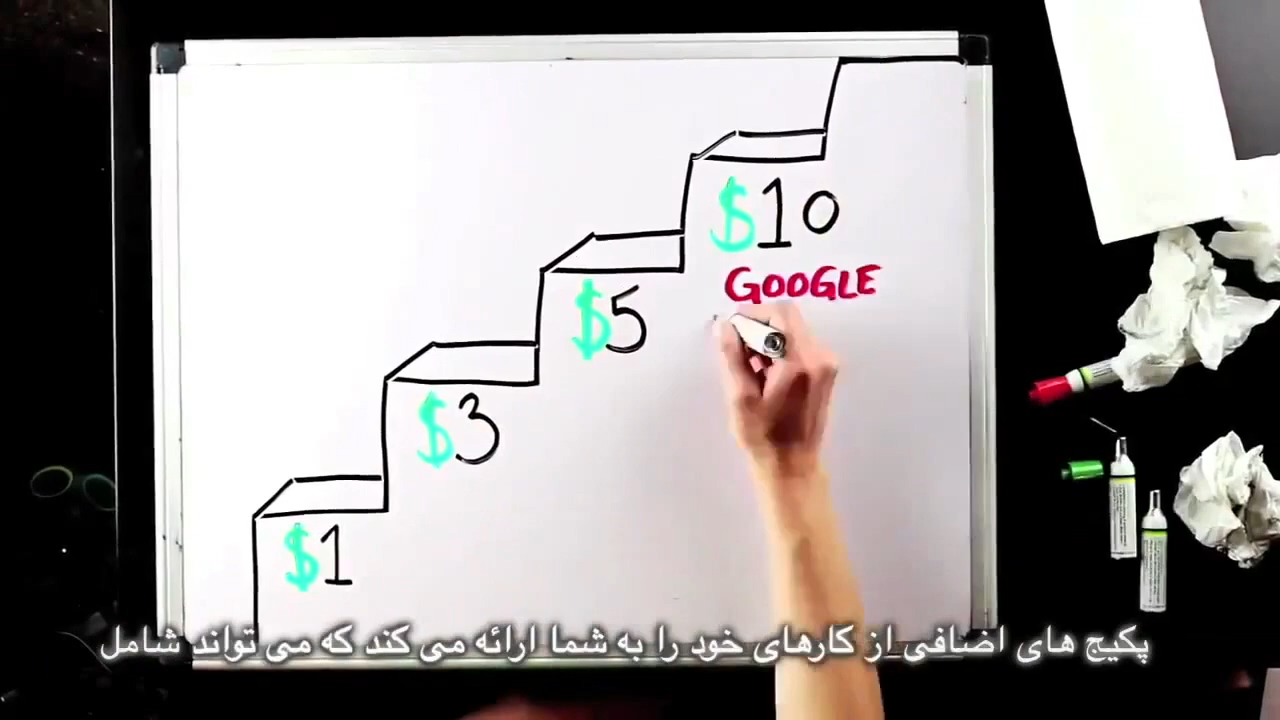 $10
GOOGLE
$5
$3
$1
پکیج های اضافی از کارهای خود را به شما ارائه می کند که می تواند شامل